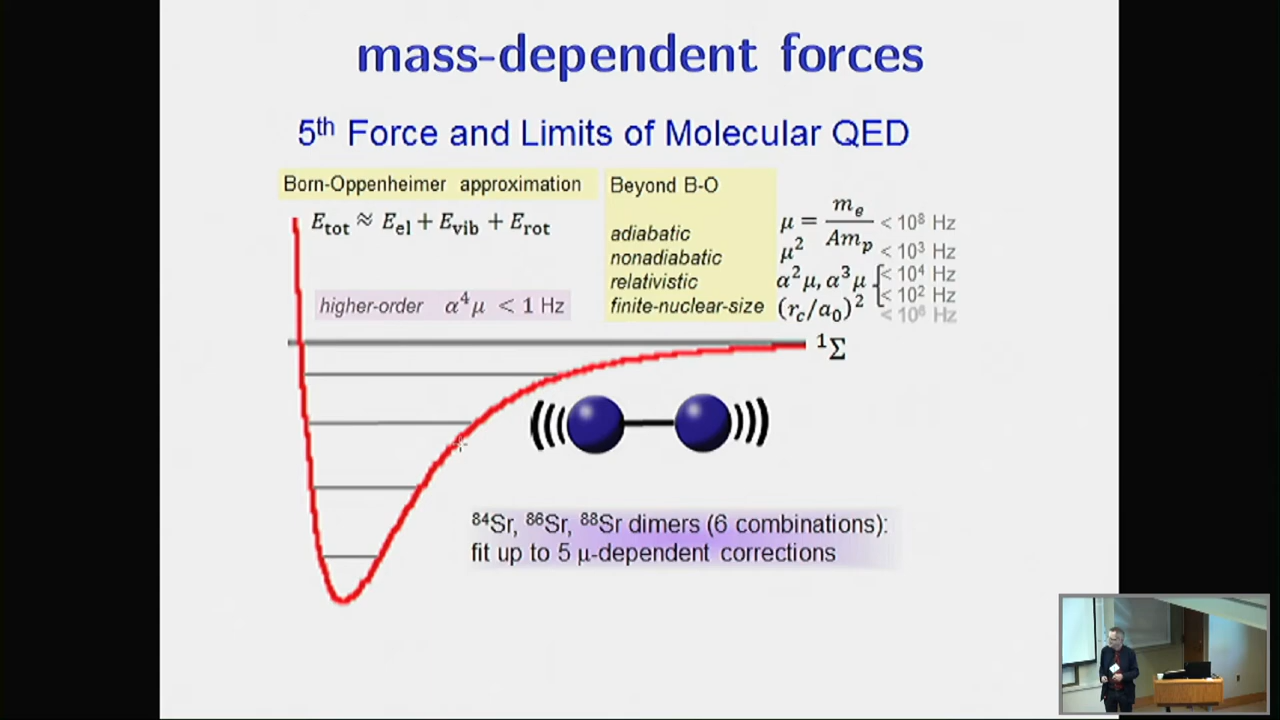 mass-dependent forces
5th Force and Limits of Molecular QED
Born-Oppenheimer approximation
E_tot ≈ E_el + E_vib + E_rot
higher-order α⁴μ < 1 Hz
Beyond B-O
adiabatic μ = m_e / Am_p < 10⁸ Hz
nonadiabatic μ² < 10³ Hz
relativistic α²μ, α³μ { < 10⁴ Hz
< 10² Hz
finite-nuclear-size (r_c/a₀)² < 10⁶ Hz
¹Σ
⁸⁴Sr, ⁸⁶Sr, ⁸⁸Sr dimers (6 combinations):
fit up to 5 μ-dependent corrections